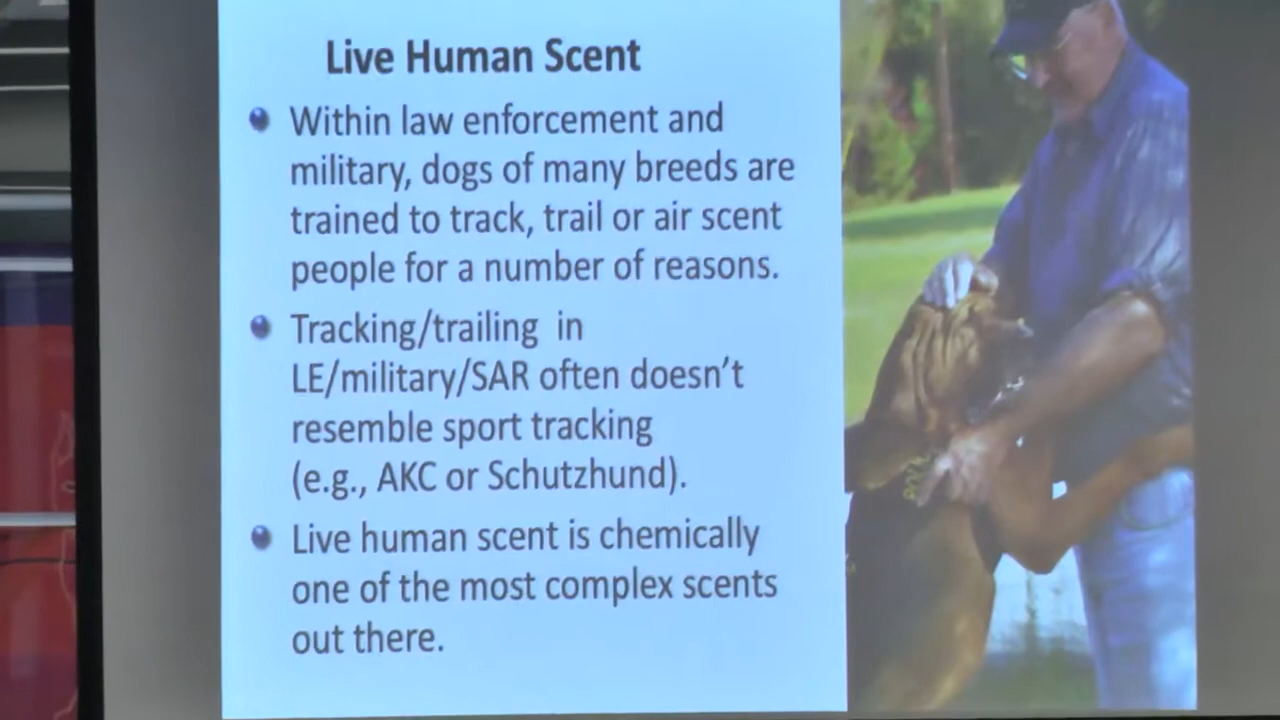 Live Human Scent
Within law enforcement and
military, dogs of many breeds are
trained to track, trail or air scent
people for a number of reasons.
Tracking/trailing in
LE/military/SAR often doesn't
resemble sport tracking
(e.g., AKC or Schutzhund).
Live human scent is chemically
one of the most complex scents
out there.